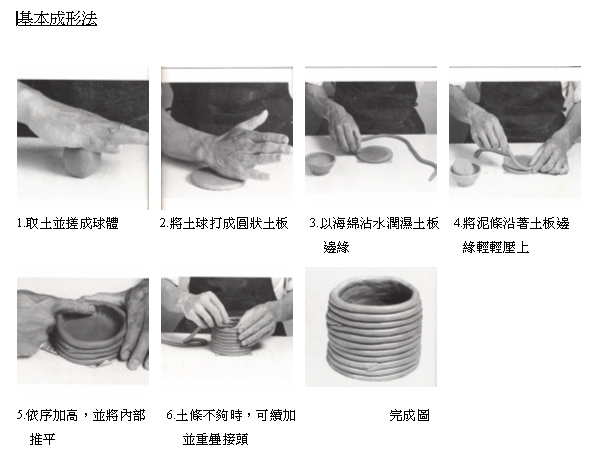 基本成形法
1.取土並搓成球體
2.將土球打成圓狀土板
3.以海綿沾水潤濕土板
邊緣
4.將泥條沿著土板邊
緣輕輕壓上
5.依序加高，並將內部
推平
6.土條不夠時，可續加
並重疊接頭
完成圖